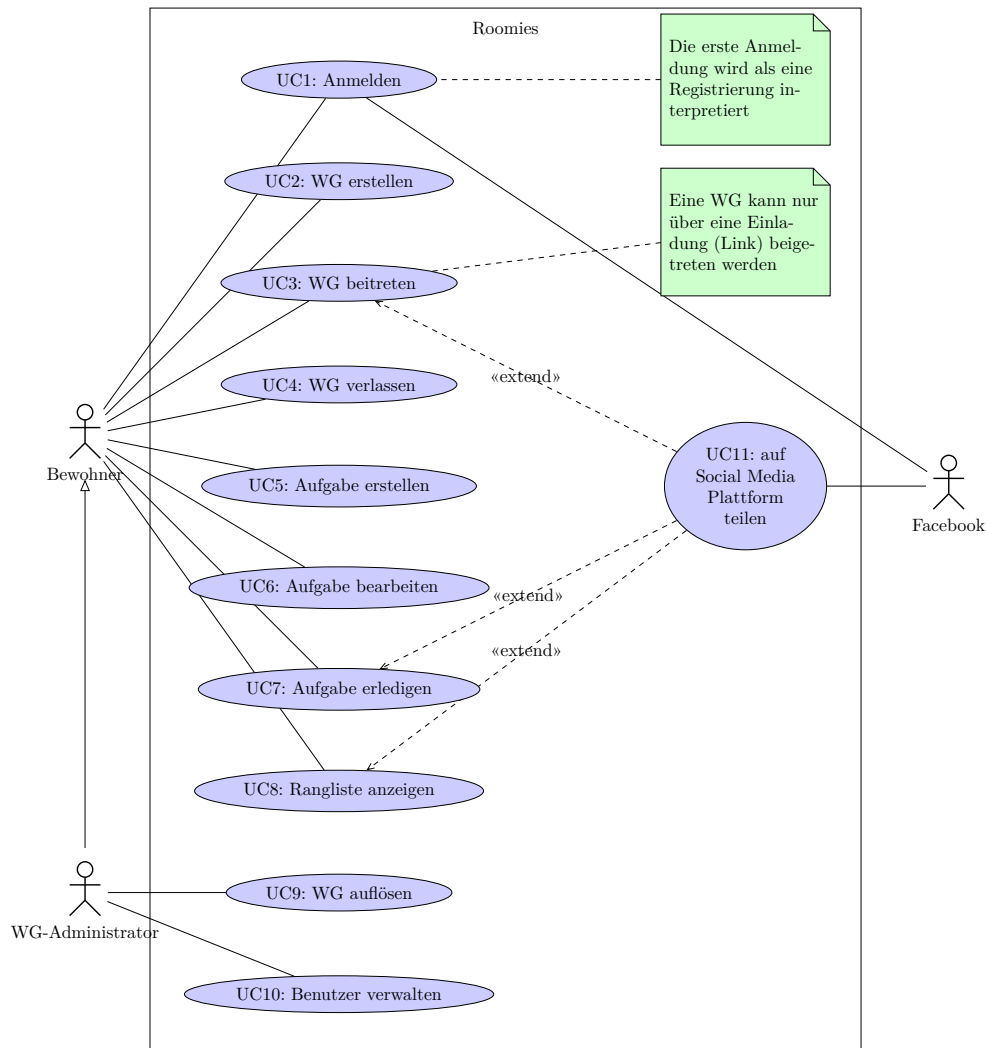 Roomies
Die erste Anmel-
dung wird als eine
Registrierung in-
terpretiert
UC1: Anmelden
UC2: WG erstellen
Eine WG kann nur
über eine Einla-
dung (Link) beige-
treten werden
UC3: WG beitreten
«extend»
UC4: WG verlassen
Bewohner
UC5: Aufgabe erstellen
UC11: auf
Social Media
Plattform
teilen
Facebook
UC6: Aufgabe bearbeiten
«extend»
«extend»
UC7: Aufgabe erledigen
UC8: Rangliste anzeigen
UC9: WG auflösen
WG-Administrator
UC10: Benutzer verwalten